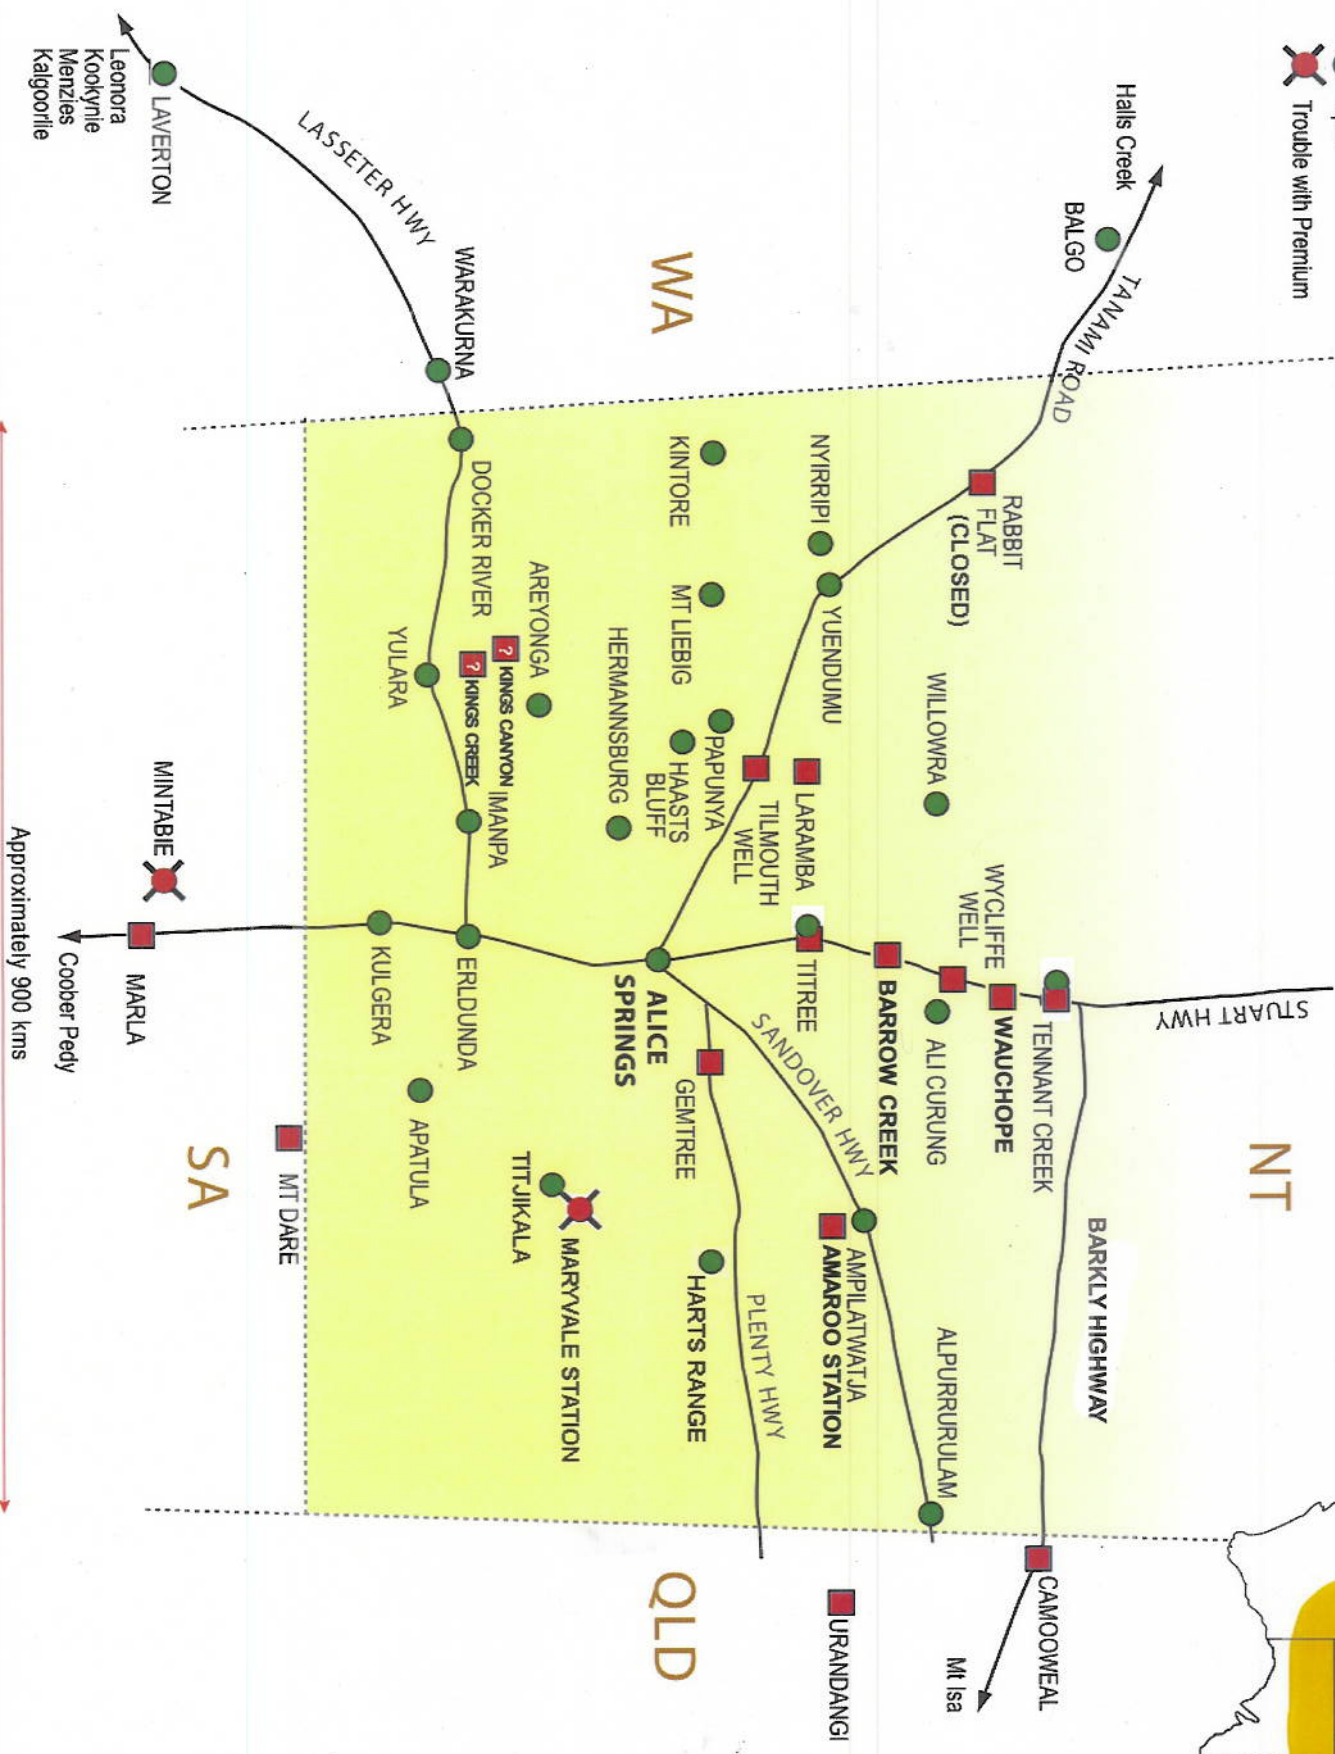 Trouble with Premium
NT
STUART HWY
Halls Creek
BALGO
TANAMI ROAD
RABBIT
FLAT
(CLOSED)
WILLOWRA
WYCLIFFE
WELL
TENNANT CREEK
WAUCHOPE
ALI CURUNG
BARROW CREEK
BARKLY HIGHWAY
CAMOOWEAL
Mt Isa
ALPURRURULAM
AMPILATWATJA
AMAROO STATION
URANDANGI
NYIRRIPI
YUENDUMU
LARAMBA
TILMOUTH
WELL
TITREE
SANDOVER HWY
PLENTY HWY
WA
KINTORE
MT LIEBIG
PAPUNYA
HAASTS
BLUFF
HERMANNSBURG
ALICE
SPRINGS
GEMTREE
HARTS RANGE
QLD
AREYONGA
? KINGS CANYON
? KINGS CREEK
TITJIKALA
MARYVALE STATION
WARAKURNA
DOCKER RIVER
YULARA
IMANPA
ERLDUNDA
KULGERA
APATULA
LASSETER HWY
LAVERTON
Leonora
Kookynie
Menzies
Kalgoorlie
MINTABIE
MARLA
Coober Pedy
MT DARE
SA
Approximately 900 kms